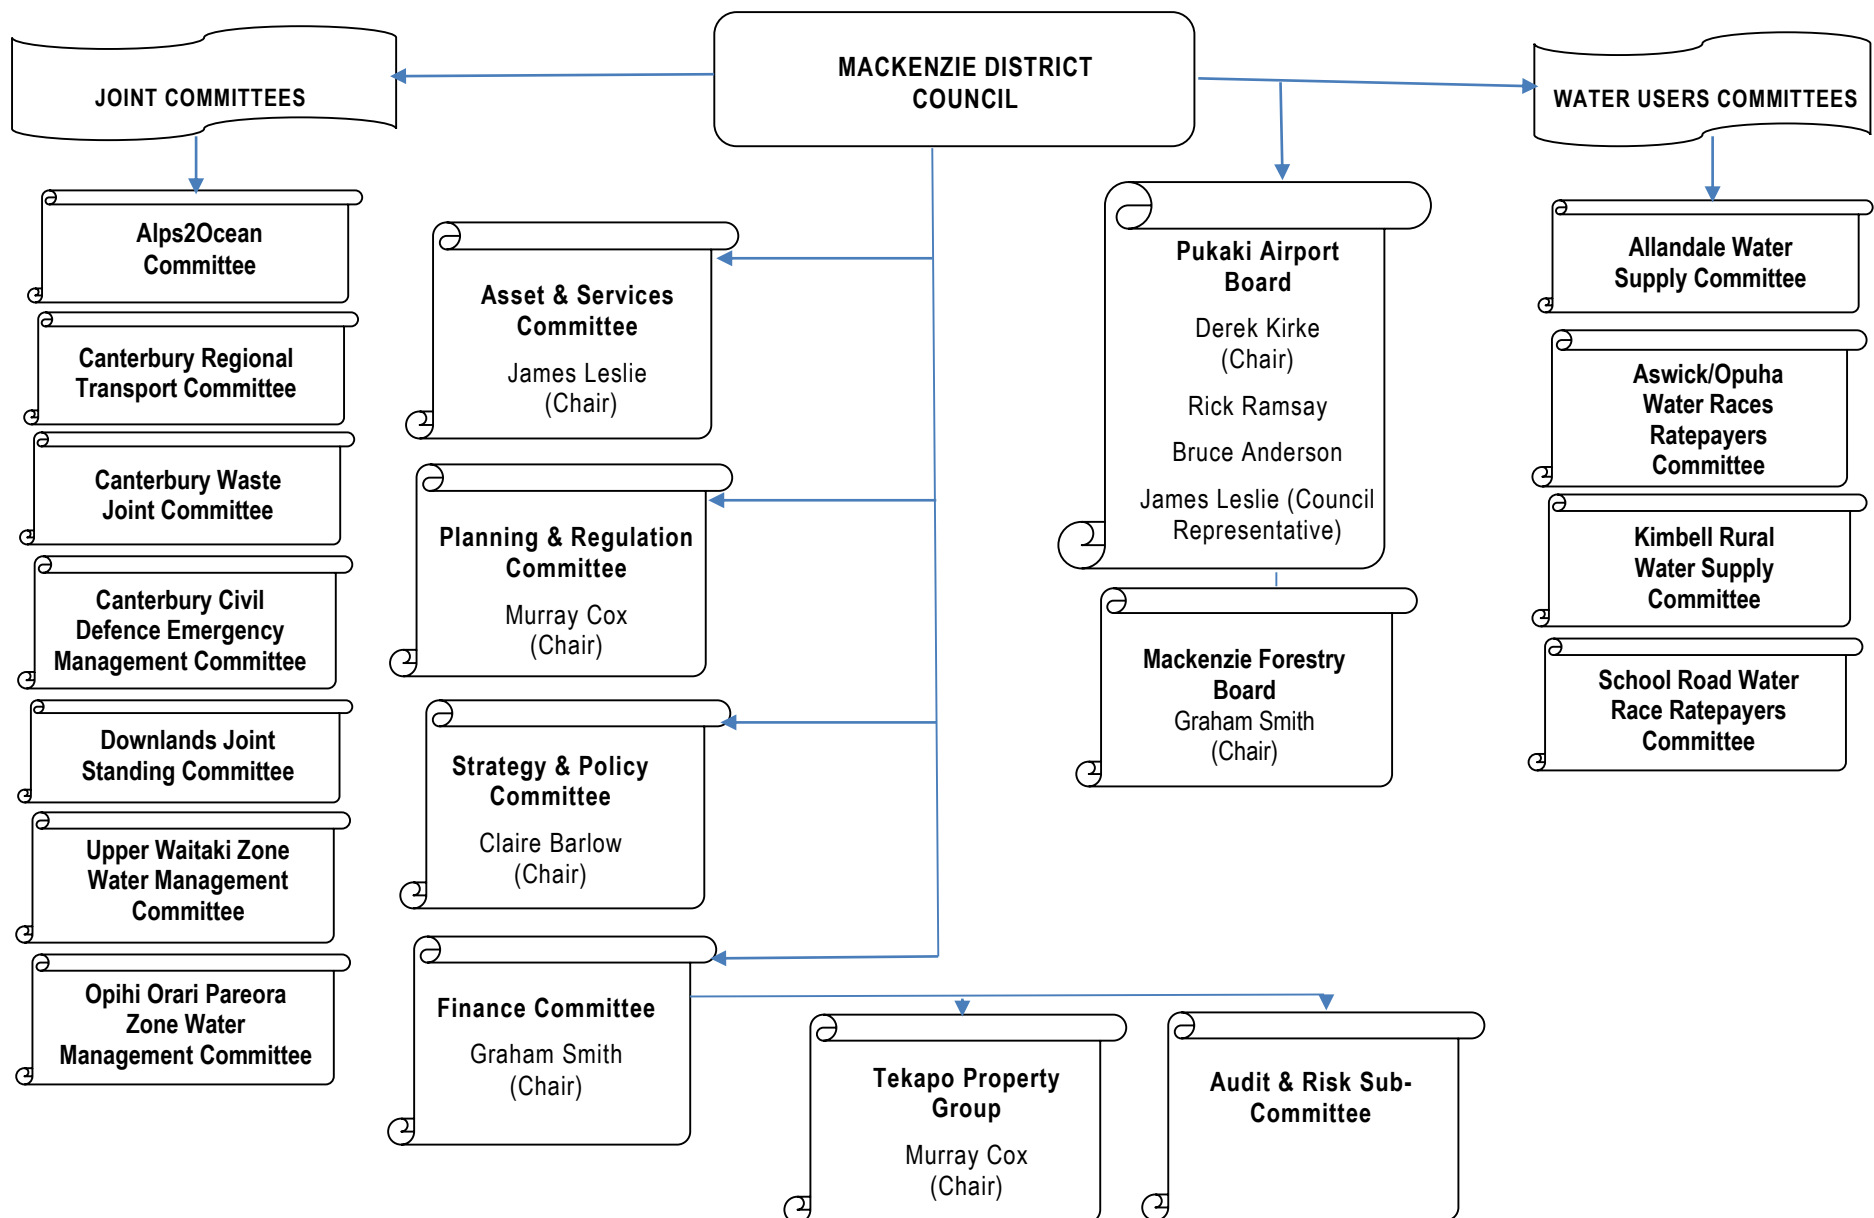 MACKENZIE DISTRICT
COUNCIL
JOINT COMMITTEES
WATER USERS COMMITTEES
Alps2Ocean
Committee
Canterbury Regional
Transport Committee
Canterbury Waste
Joint Committee
Canterbury Civil
Defence Emergency
Management Committee
Downlands Joint
Standing Committee
Upper Waitaki Zone
Water Management
Committee
Opihi Orari Pareora
Zone Water
Management Committee
Asset & Services
Committee
James Leslie
(Chair)
Planning & Regulation
Committee
Murray Cox
(Chair)
Strategy & Policy
Committee
Claire Barlow
(Chair)
Finance Committee
Graham Smith
(Chair)
Tekapo Property
Group
Murray Cox
(Chair)
Audit & Risk Sub-
Committee
Pukaki Airport
Board
Derek Kirke
(Chair)
Rick Ramsay
Bruce Anderson
James Leslie (Council
Representative)
Mackenzie Forestry
Board
Graham Smith
(Chair)
Allandale Water
Supply Committee
Aswick/Opuha
Water Races
Ratepayers
Committee
Kimbell Rural
Water Supply
Committee
School Road Water
Race Ratepayers
Committee